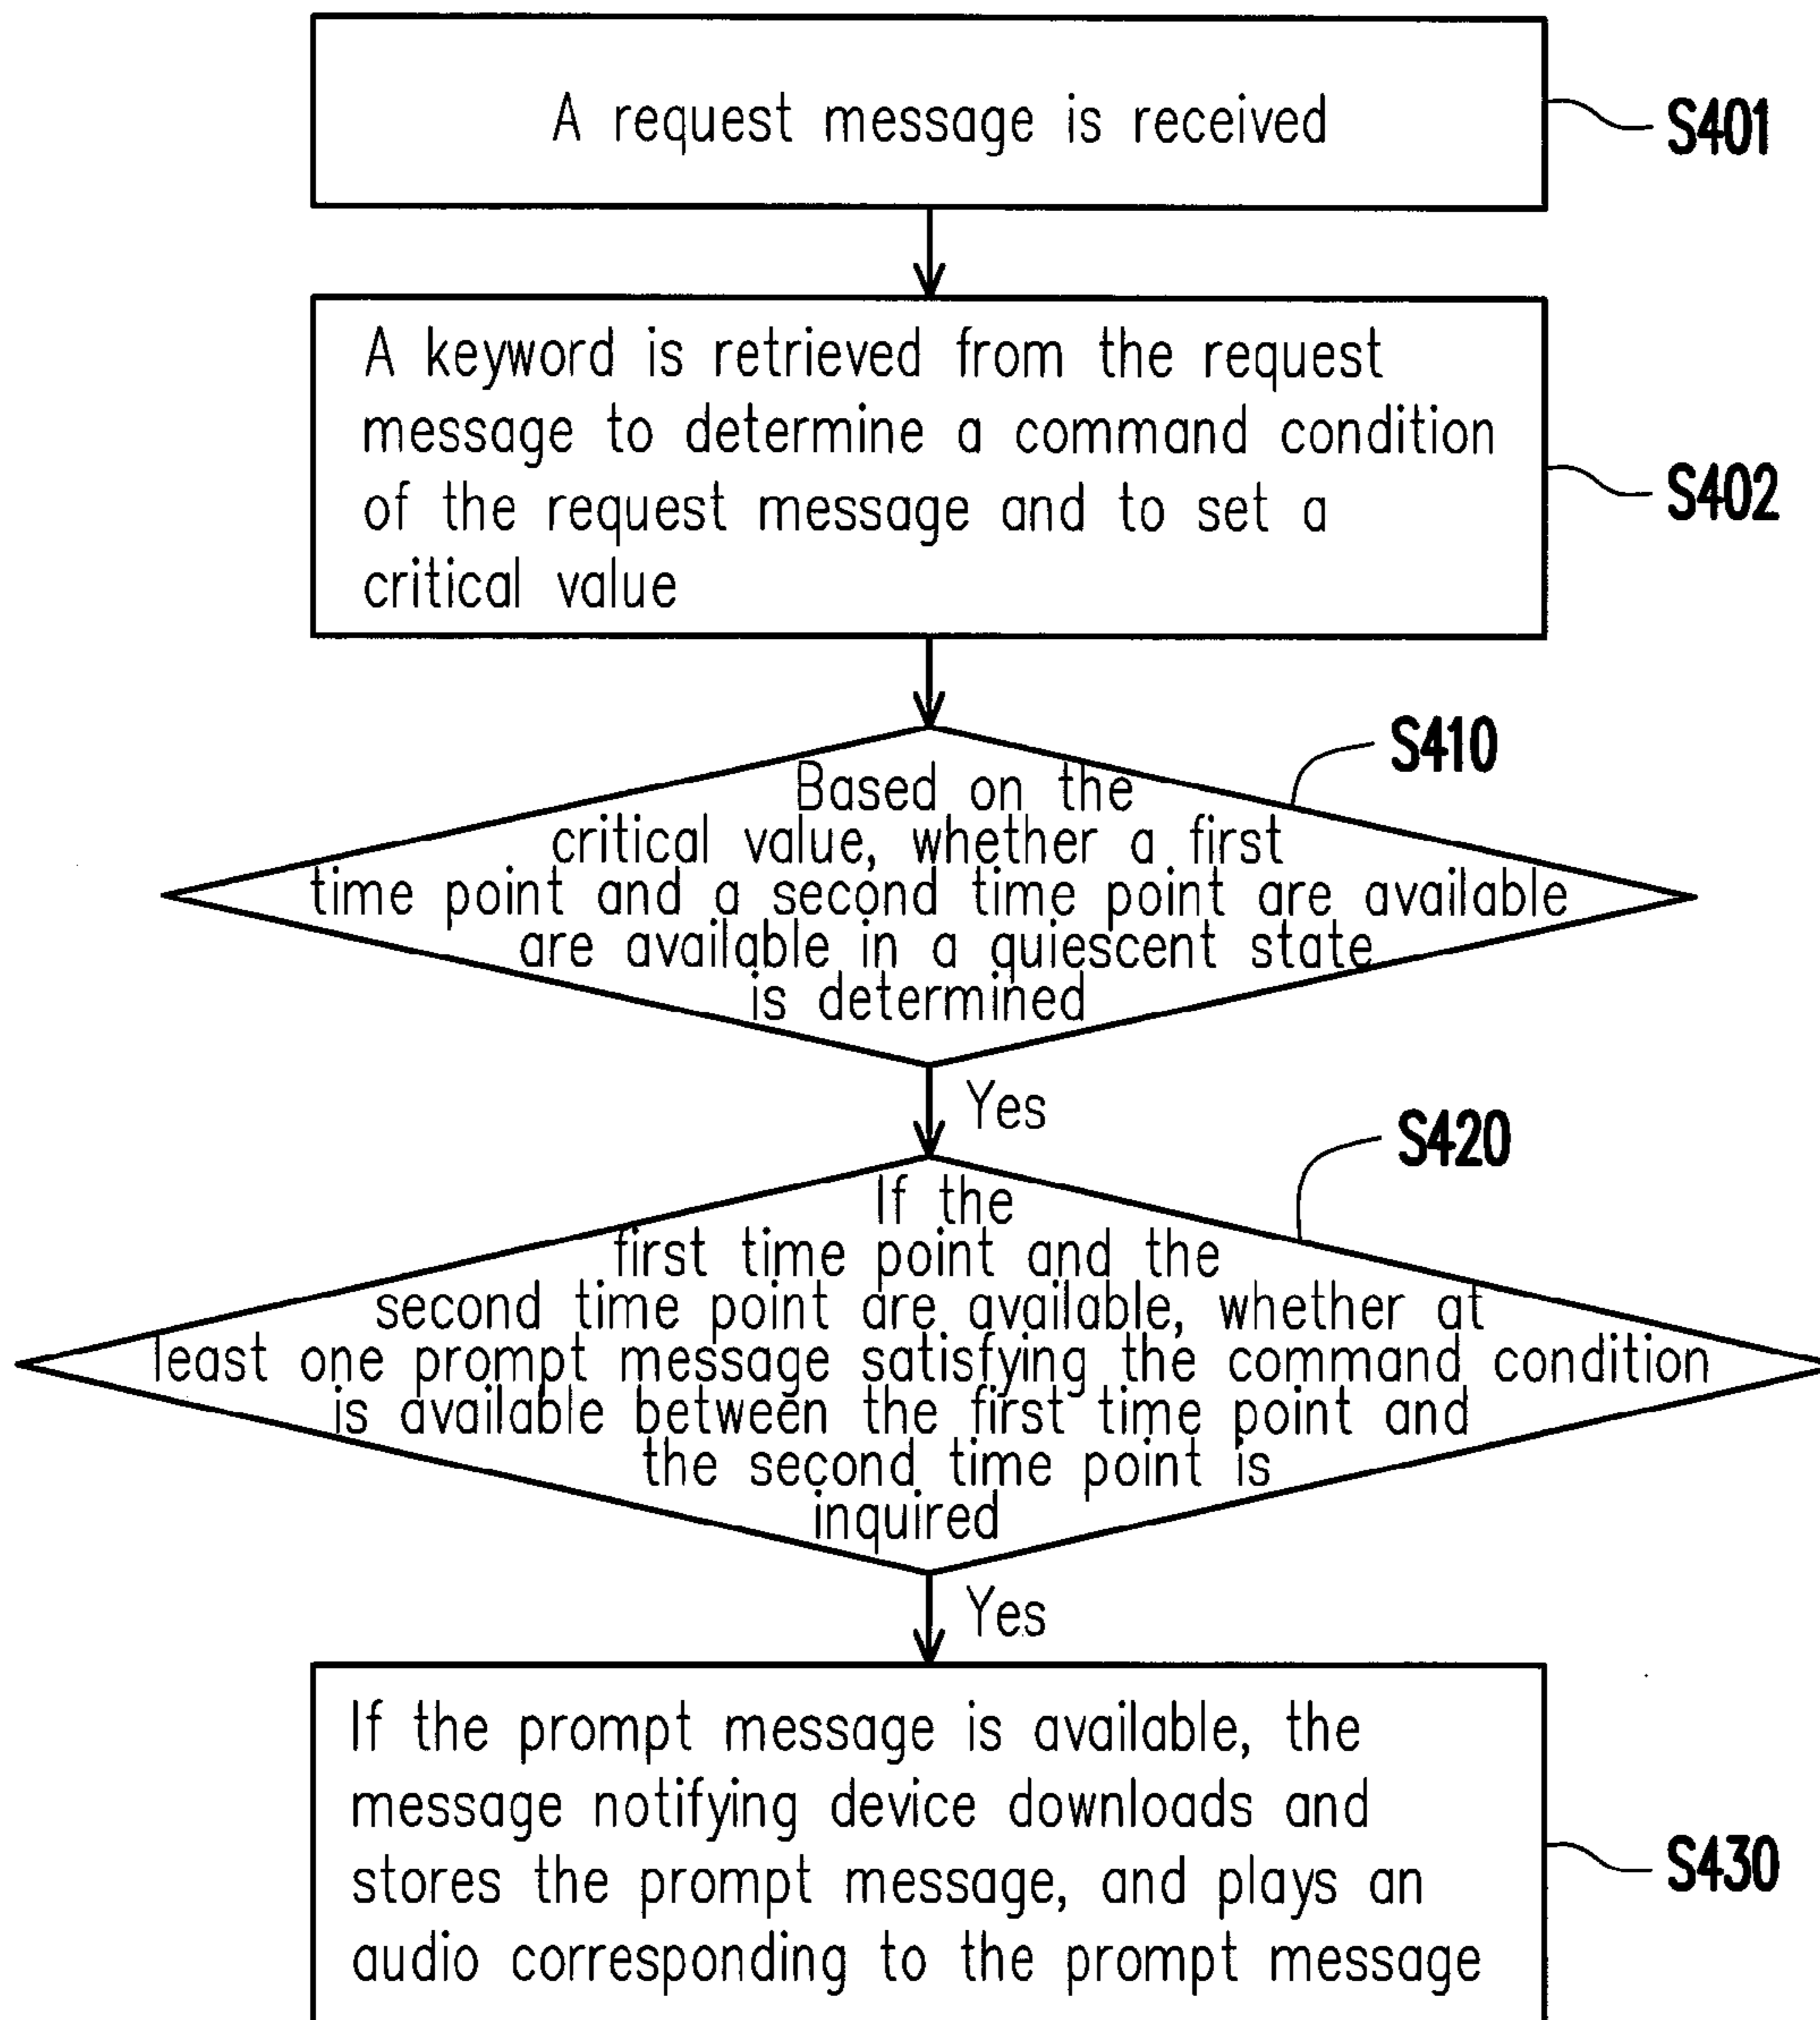 A request message is received
S401
A keyword is retrieved from the request
message to determine a command condition
of the request message and to set a
critical value
S402
S410
Based on the
critical value, whether a first
time point and a second time point are available
are available in a quiescent state
is determined
Yes
S420
If the
first time point and the
second time point are available, whether at
least one prompt message satisfying the command condition
is available between the first time point and
the second time point is
inquired
Yes
If the prompt message is available, the
message notifying device downloads and
stores the prompt message, and plays an
audio corresponding to the prompt message
S430